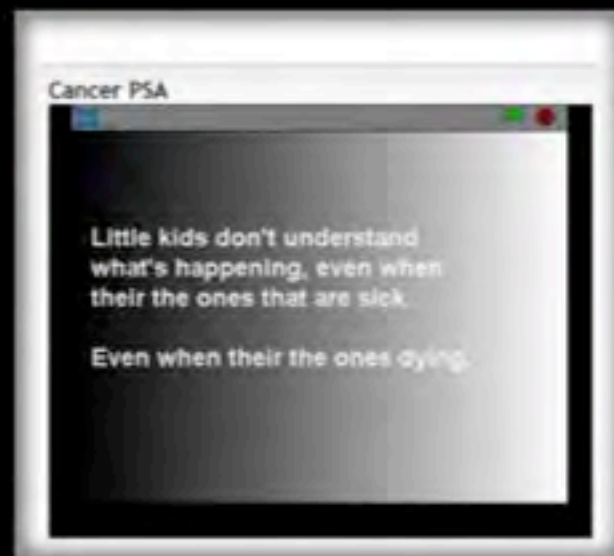 Cancer PSA
Little kids don't understand
what's happening, even when
their the ones that are sick
Even when their the ones dying.